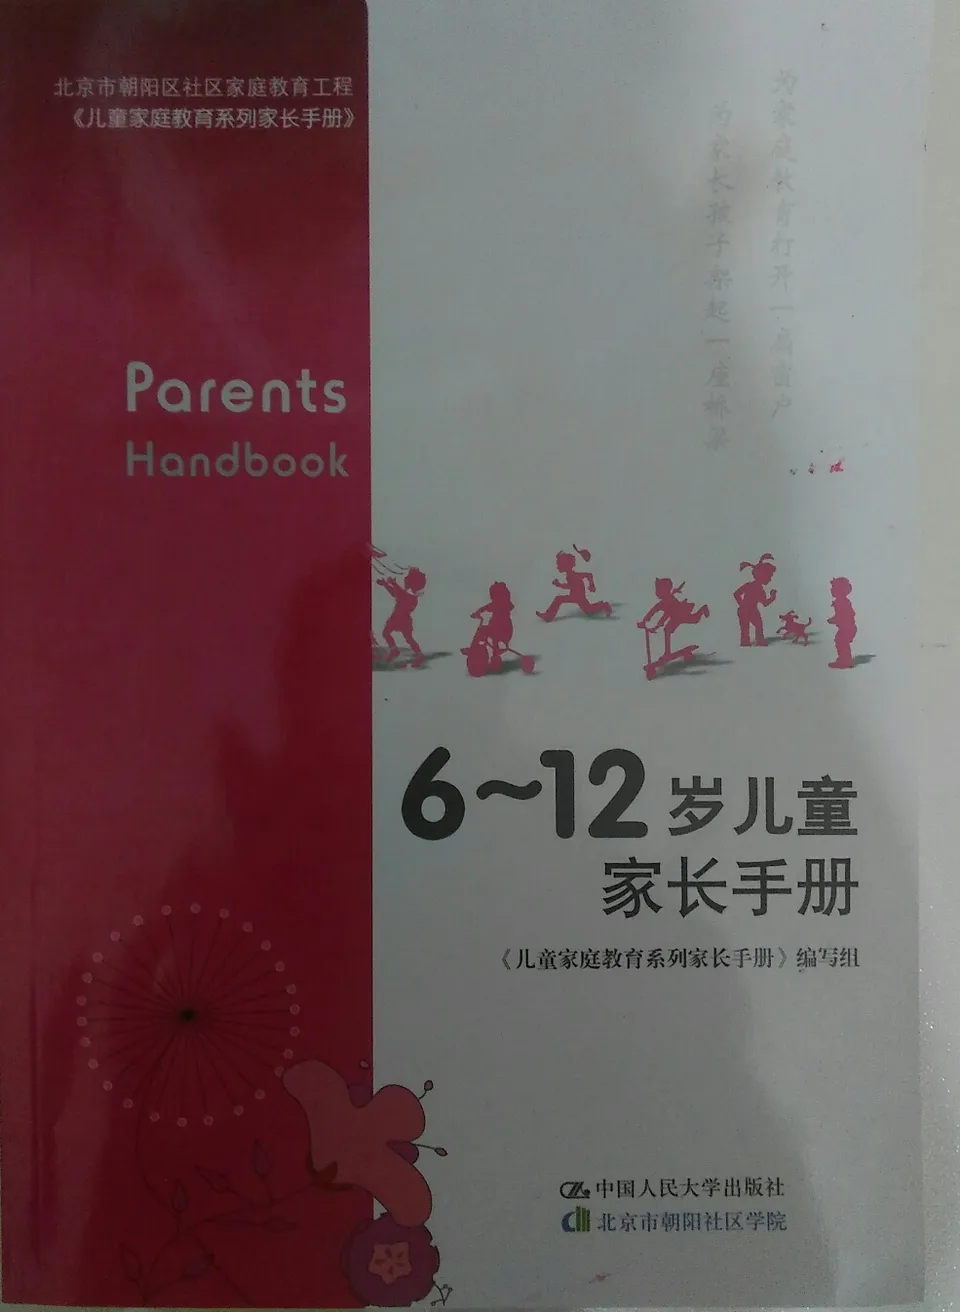 北京市朝阳区社区家庭教育工程
《儿童家庭教育系列家长手册》
为家庭教育打开一扇窗户
为家长孩子架起一座桥梁
Parents
Handbook
6~12岁儿童
家长手册
《儿童家庭教育系列家长手册》编写组
中国人民大学出版社
北京市朝阳社区学院